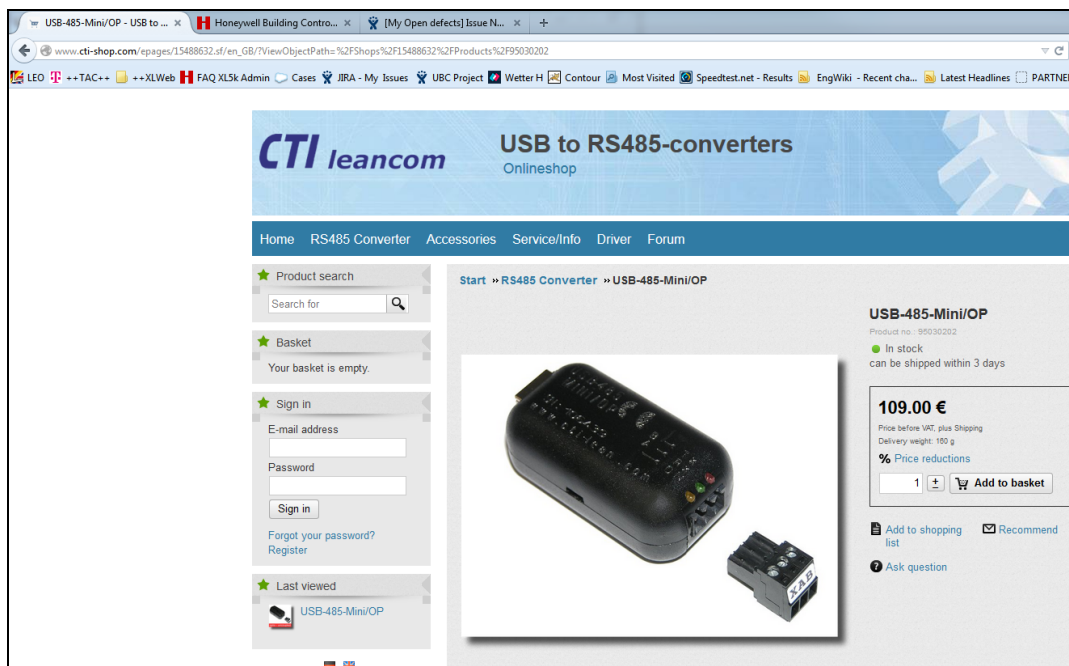 USB-485-Mini/OP - USB to ... ×
Honeywell Building Contro... ×
[My Open defects] Issue N... ×
+
www.cti-shop.com/epages/15488632.sf/en_GB/?ViewObjectPath=%2FShops%2F15488632%2FProducts%2F95030202
LEO ++TAC++ ++XLWeb FAQ XL5k Admin Cases JIRA - My Issues UBC Project Wetter H Contour Most Visited Speedtest.net - Results EngWiki - Recent cha... Latest Headlines PARTNE
CTI leancom
USB to RS485-converters
Onlineshop
Home RS485 Converter Accessories Service/Info Driver Forum
Product search
Search for
Basket
Your basket is empty.
Sign in
E-mail address
Password
Sign in
Forgot your password?
Register
Last viewed
USB-485-Mini/OP
Start » RS485 Converter » USB-485-Mini/OP
www.cti-lean.com
XAB
USB-485-Mini/OP
Product no.: 95030202
In stock
can be shipped within 3 days
109.00 €
Price before VAT, plus Shipping
Delivery weight: 160 g
% Price reductions
1 ± Add to basket
Add to shopping list
Recommend
Ask question